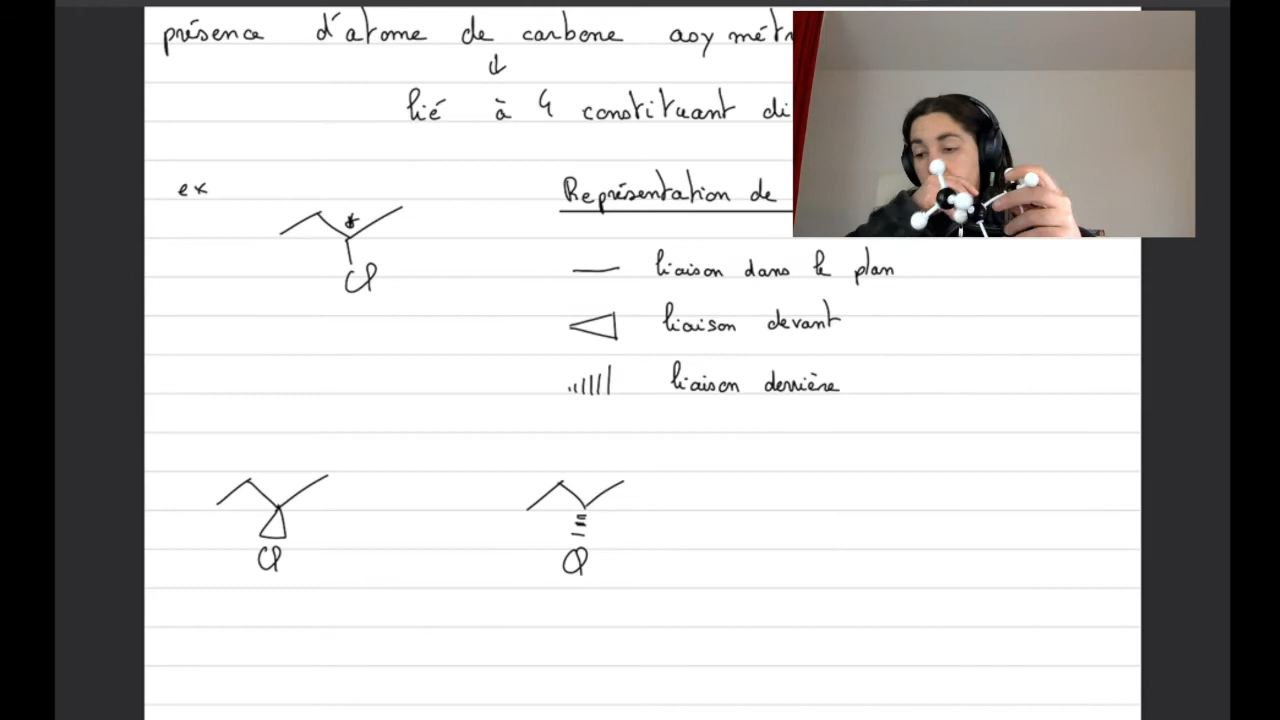 présence d'atome de carbone asymétr
↓
lié à 4 constituant di
ex
*
Cl
Représentation de
liaison dans le plan
liaison devant
liaison derrière
Cl
Cl